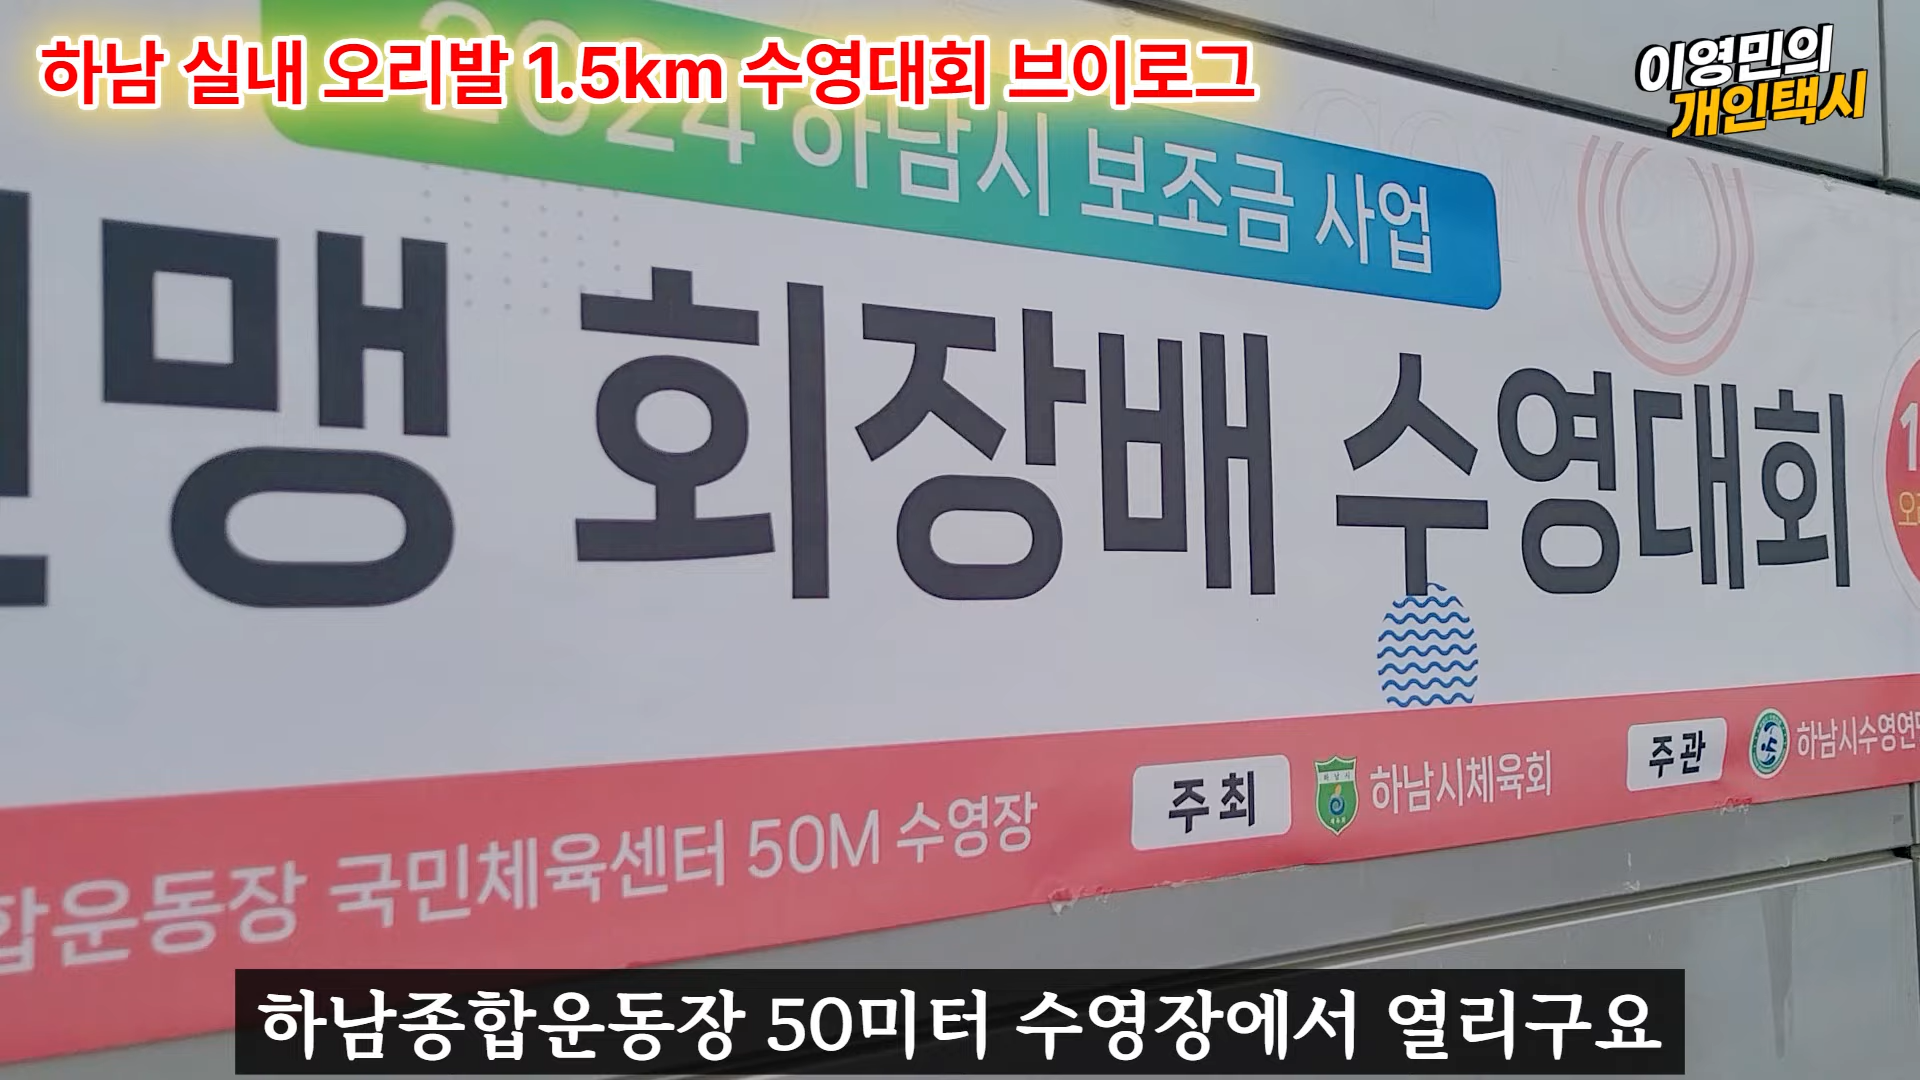 하남 실내 오리발 1.5km 수영대회 브이로그
이영민의
개인택시
2024 하남시 보조금 사업
맹 회장배 수영대회
합운동장 국민체육센터 50M 수영장
주최 하남시체육회
주관 하남시수영연
하남종합운동장 50미터 수영장에서 열리구요